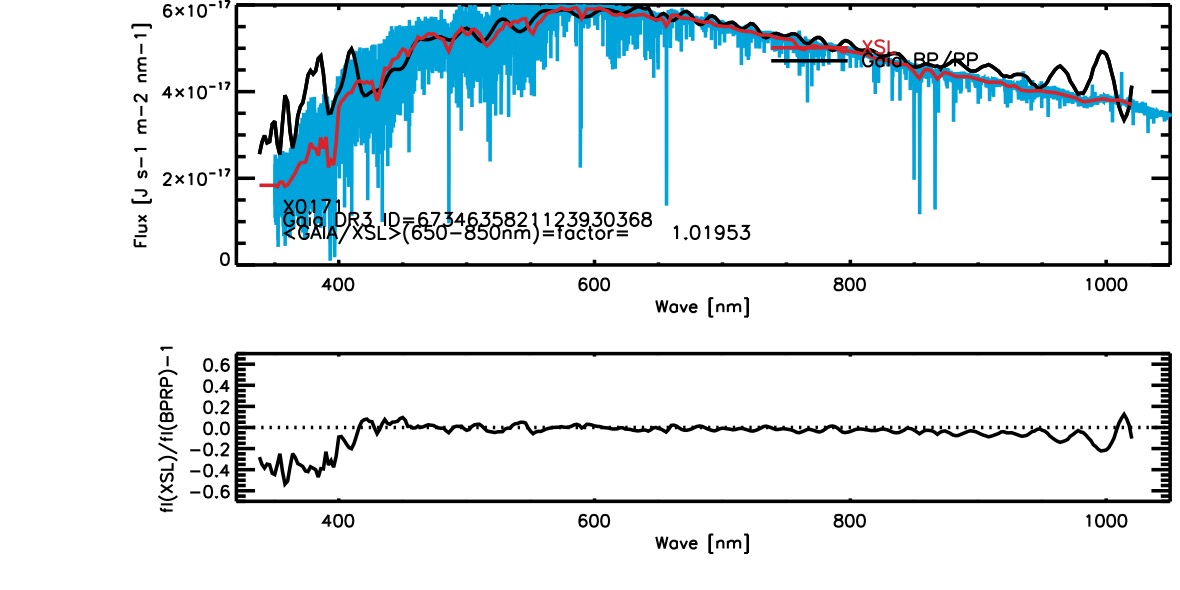 6×10−17
4×10−17
2×10−17
0
Flux [J s−1 m−2 nm−1]
XSL
Gaia BP/RP
X0171
Gaia DR3 ID=6734635821123930368
<GAIA/XSL>(650−850nm)=factor= 1.01953
400 600 800 1000
Wave [nm]
fl(XSL)/fl(BPRP)−1
0.6
0.4
0.2
0.0
−0.2
−0.4
−0.6
400 600 800 1000
Wave [nm]